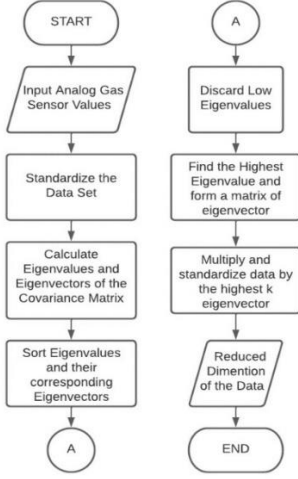 START
Input Analog Gas
Sensor Values
Standardize the
Data Set
Calculate
Eigenvalues and
Eigenvectors of the
Covariance Matrix
Sort Eigenvalues
and their
corresponding
Eigenvectors
A
A
Discard Low
Eigenvalues
Find the Highest
Eigenvalue and
form a matrix of
eigenvector
Multiply and
standardize data by
the highest k
eigenvector
Reduced
Dimention
of the Data
END